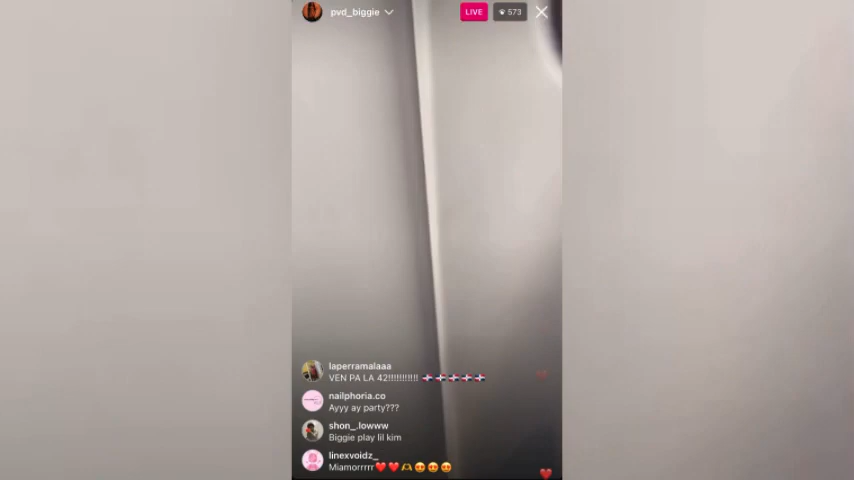 pvd_biggie
LIVE
573
laperramalaaa
VEN PA LA 42!!!!!!!!!!! 🇩🇴🇩🇴🇩🇴🇩🇴🇩🇴
nailphoria.co
Ayyy ay party???
shon_.lowww
Biggie play lil kim
linexvoidz_
Miamorrrrr❤️❤️🫶😍😍😍